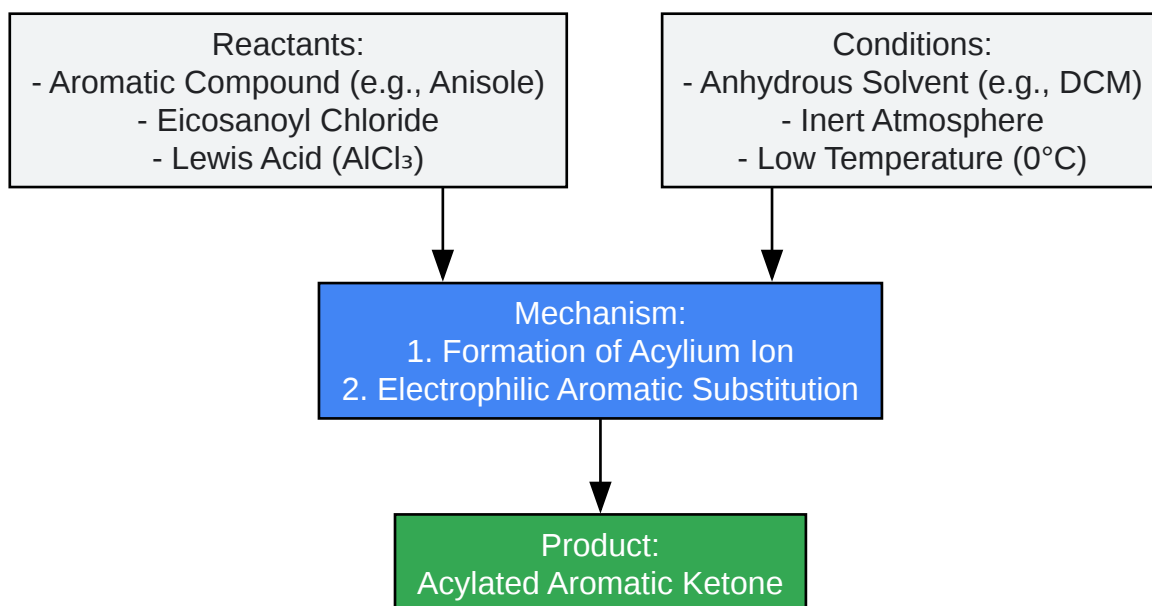 Reactants:
- Aromatic Compound (e.g., Anisole)
- Eicosanoyl Chloride
- Lewis Acid (AlCl₃)
Conditions:
- Anhydrous Solvent (e.g., DCM)
- Inert Atmosphere
- Low Temperature (0°C)
Mechanism:
1. Formation of Acylium Ion
2. Electrophilic Aromatic Substitution
Product:
Acylated Aromatic Ketone